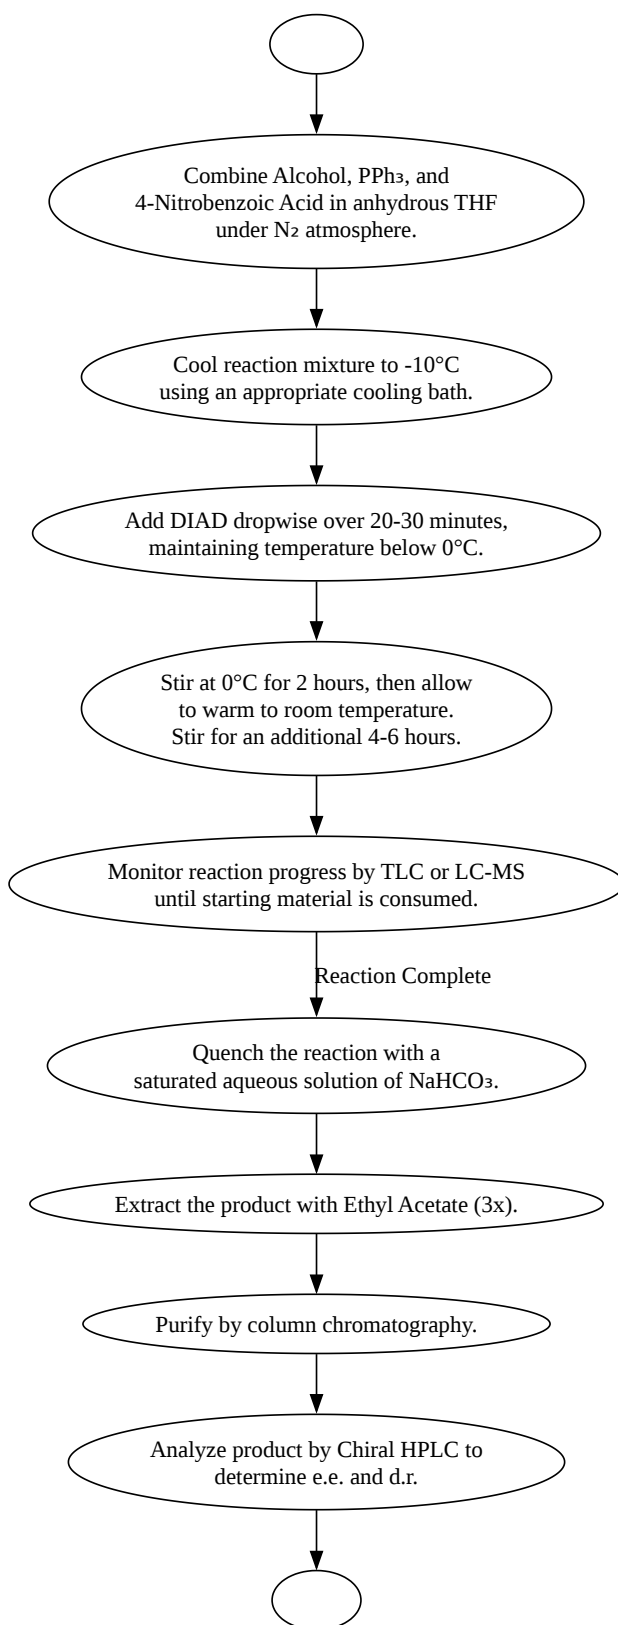 Combine Alcohol, PPh₃, and
4-Nitrobenzoic Acid in anhydrous THF
under N₂ atmosphere.
Cool reaction mixture to -10°C
using an appropriate cooling bath.
Add DIAD dropwise over 20-30 minutes,
maintaining temperature below 0°C.
Stir at 0°C for 2 hours, then allow
to warm to room temperature.
Stir for an additional 4-6 hours.
Monitor reaction progress by TLC or LC-MS
until starting material is consumed.
Reaction Complete
Quench the reaction with a
saturated aqueous solution of NaHCO₃.
Extract the product with Ethyl Acetate (3x).
Purify by column chromatography.
Analyze product by Chiral HPLC to
determine e.e. and d.r.